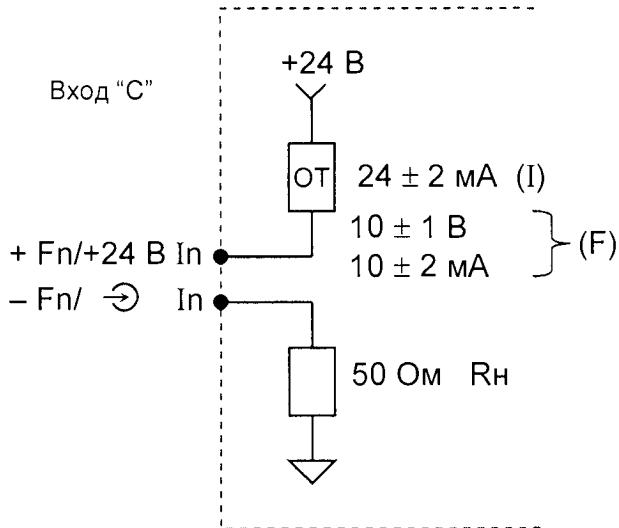 +24 В
Вход “С”
ОТ 24 ± 2 мА (I)
10 ± 1 В
+ Fn/+24 В In 10 ± 2 мА (F)
– Fn/ In
50 Ом Rн